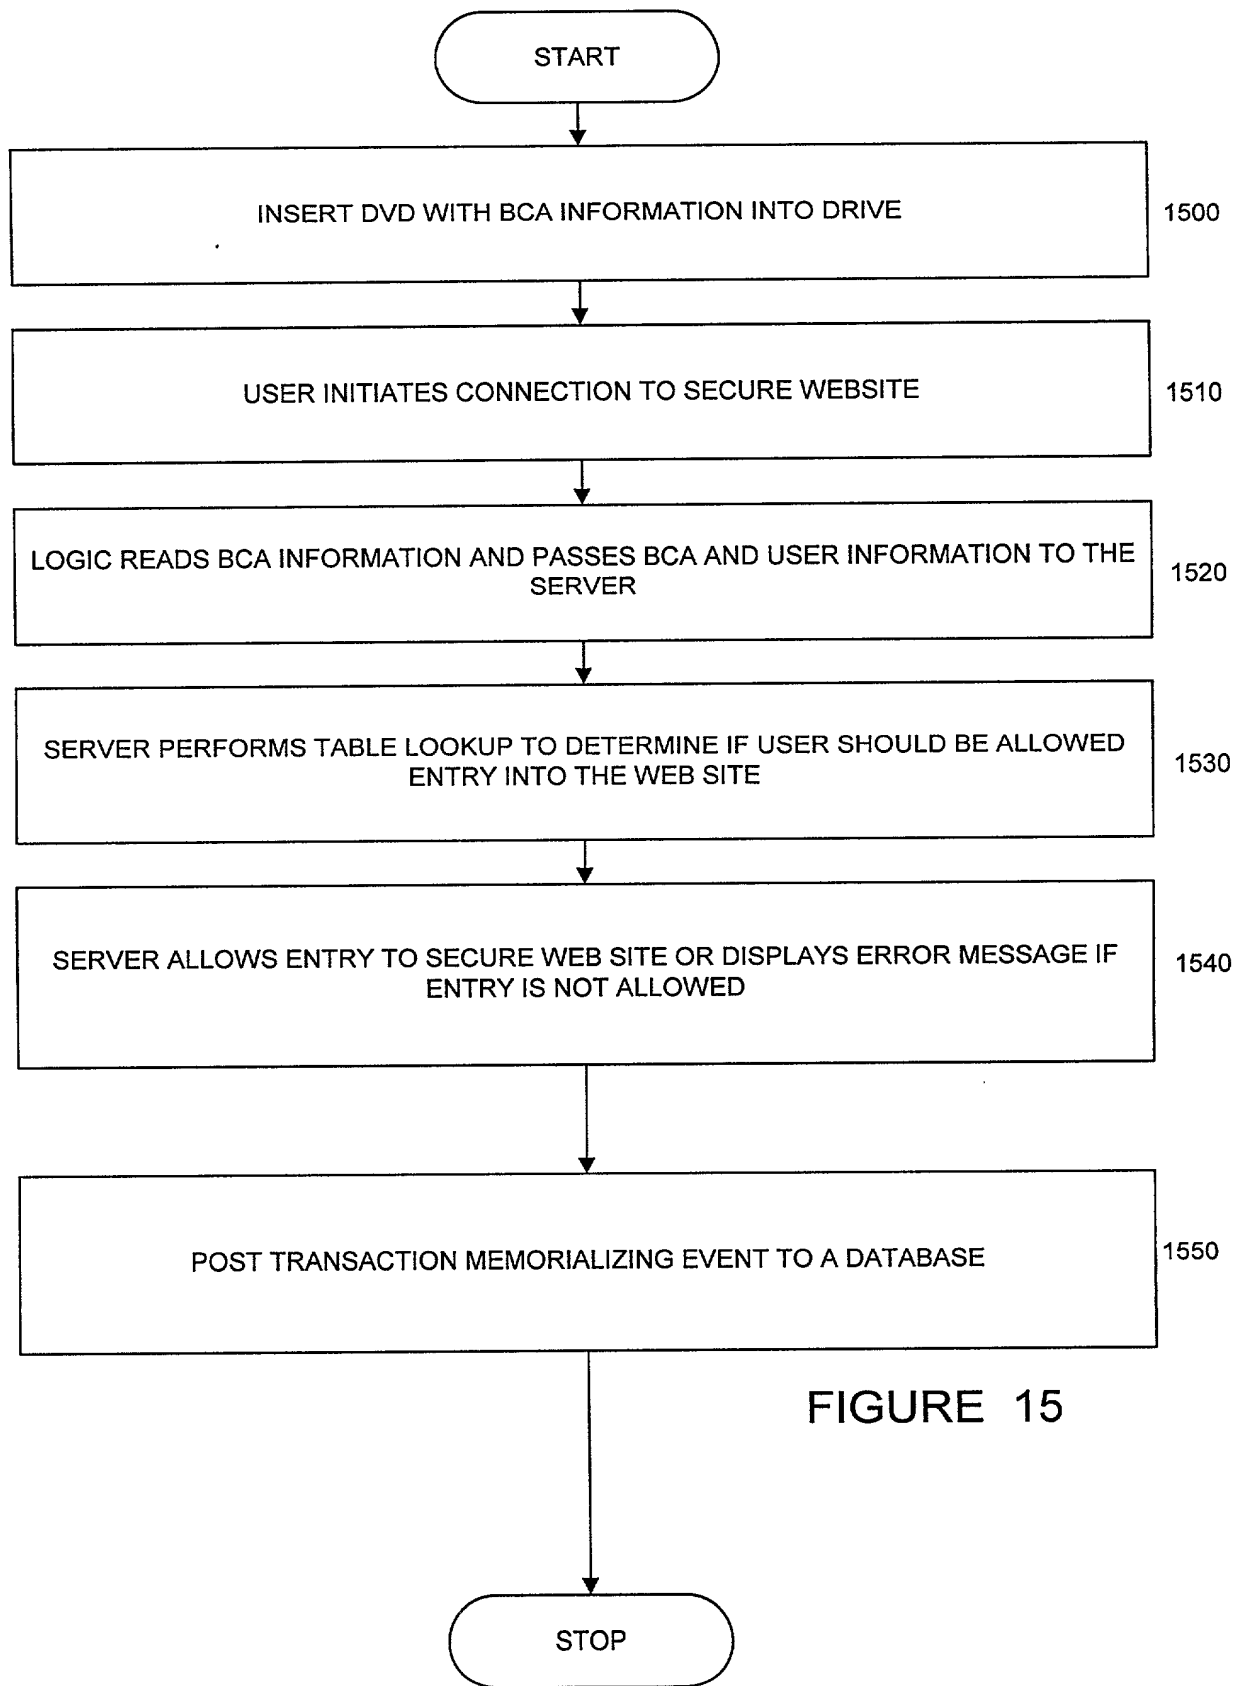 START
INSERT DVD WITH BCA INFORMATION INTO DRIVE
1500
USER INITIATES CONNECTION TO SECURE WEBSITE
1510
LOGIC READS BCA INFORMATION AND PASSES BCA AND USER INFORMATION TO THE
SERVER
1520
SERVER PERFORMS TABLE LOOKUP TO DETERMINE IF USER SHOULD BE ALLOWED
ENTRY INTO THE WEB SITE
1530
SERVER ALLOWS ENTRY TO SECURE WEB SITE OR DISPLAYS ERROR MESSAGE IF
ENTRY IS NOT ALLOWED
1540
POST TRANSACTION MEMORIALIZING EVENT TO A DATABASE
1550
FIGURE 15
STOP